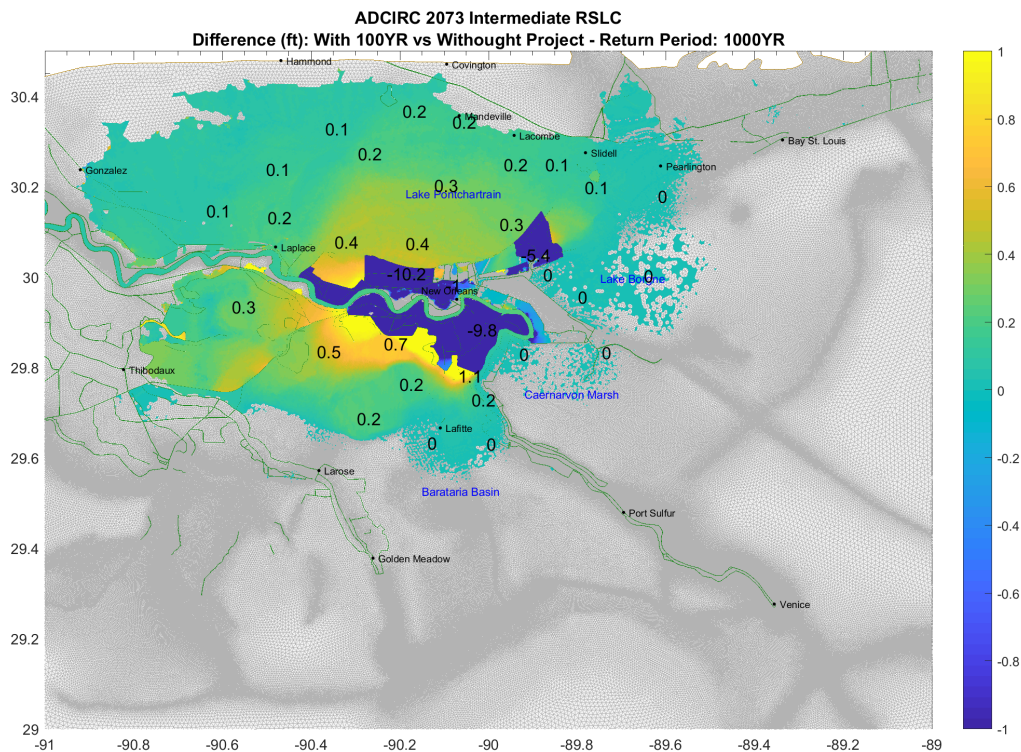 ADCIRC 2073 Intermediate RSLC
Difference (ft): With 100YR vs Withought Project - Return Period: 1000YR
Hammond
Covington
30.4
0.2
Mandeville
0.2
0.1
Lacombe
Bay St. Louis
0.2
Slidell
Gonzalez
0.1
0.2
0.1
Pearlington
0.3
Lake Pontchartrain
0.1
0
30.2
0.1
0.2
0.3
Laplace
0.4
0.4
-5.4
30
-10.2
0
Lake Borgne
0
-1
New Orleans
0
0.3
-9.8
0.7
0.5
0
0
29.8
Thibodaux
1.1
0.2
Caernarvon Marsh
0.2
0.2
Lafitte
0
0
29.6
Larose
Barataria Basin
Port Sulfur
29.4
Golden Meadow
Venice
29.2
29
-91
-90.8
-90.6
-90.4
-90.2
-90
-89.8
-89.6
-89.4
-89.2
-89
1
0.8
0.6
0.4
0.2
0
-0.2
-0.4
-0.6
-0.8
-1